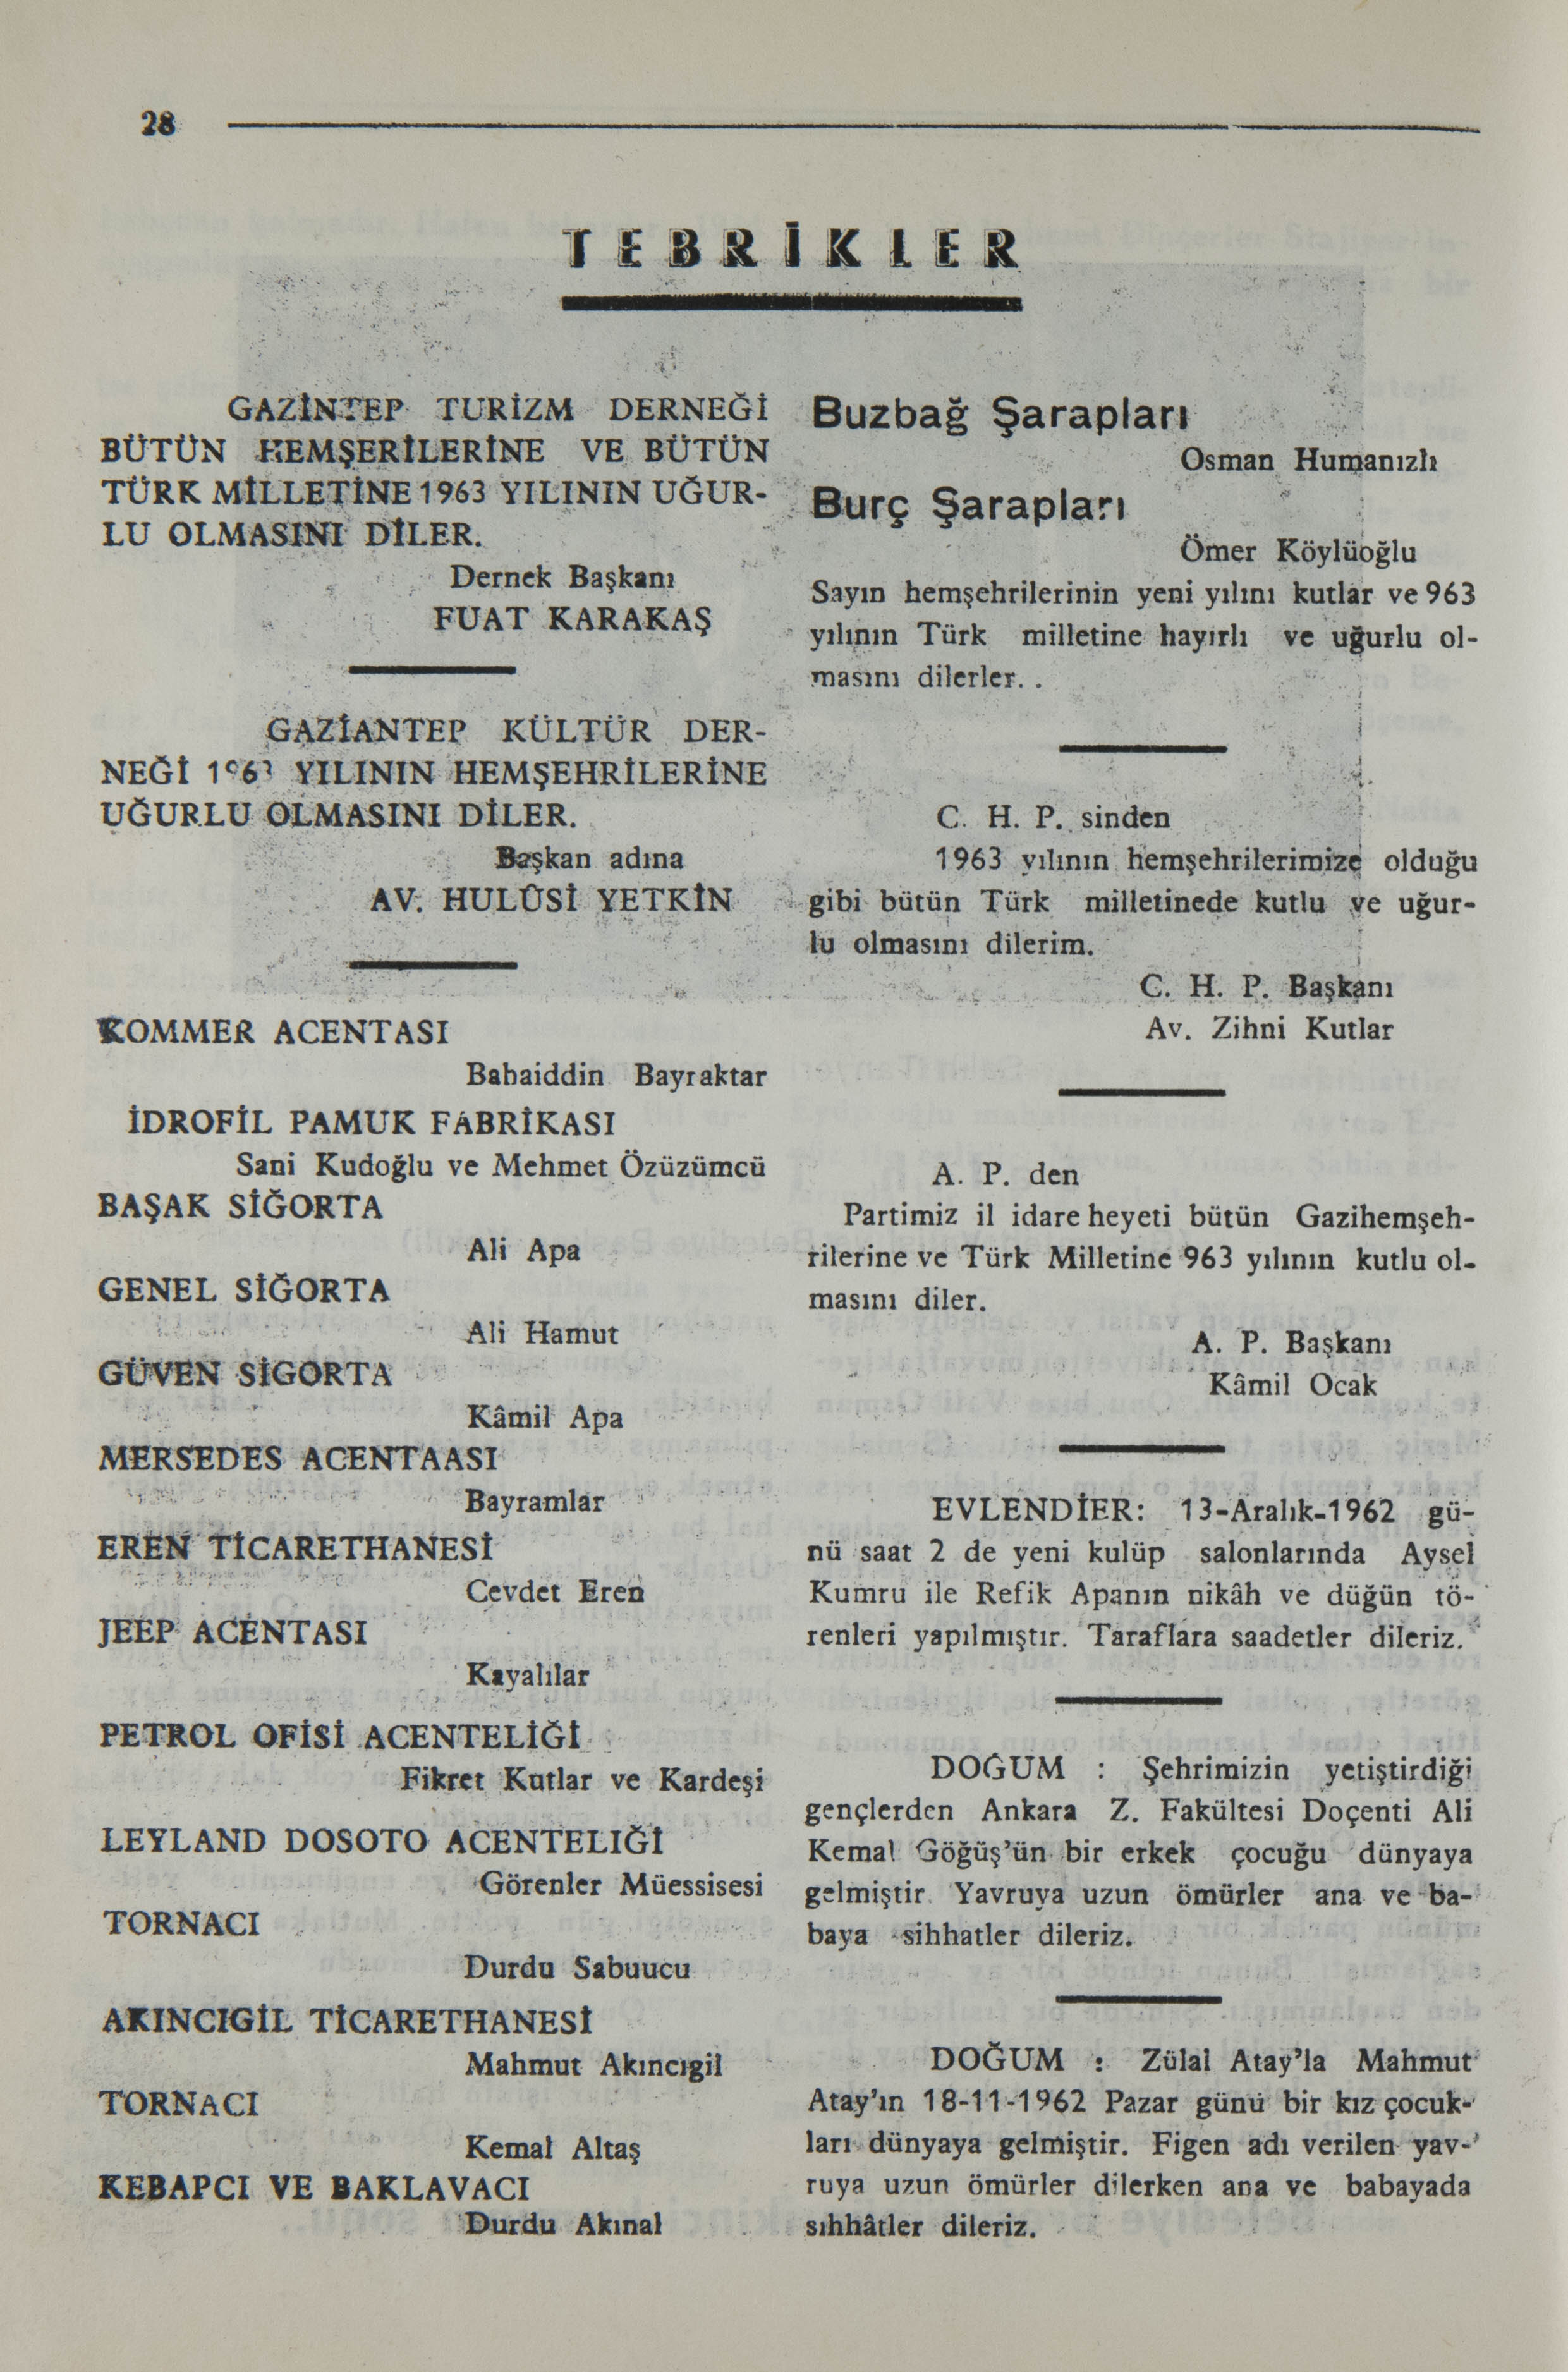 28
TEBRİKLER
GAZİNTEP TURİZM DERNEĞİ
BÜTÜN HEMŞERİLERİNE VE BÜTÜN
TÜRK MİLLETİNE 1963 YILININ UĞUR-
LU OLMASINI DİLER.
Dernek Başkanı
FUAT KARAKAŞ
GAZİANTEP KÜLTÜR DER-
NEĞİ 1963 YILININ HEMŞEHRİLERİNE
UĞURLU OLMASINI DİLER.
Başkan adına
AV. HULÛSİ YETKİN
KOMMER ACENTASI
Bahaiddin Bayraktar
İDROFİL PAMUK FABRİKASI
Sani Kudoğlu ve Mehmet Özüzümcü
BAŞAK SİĞORTA
Ali Apa
GENEL SİĞORTA
Ali Hamut
GÜVEN SİGORTA
Kâmil Apa
MERSEDES ACENTAASI
Bayramlar
EREN TİCARETHANESİ
Cevdet Eren
JEEP ACENTASI
Kayalılar
PETROL OFİSİ ACENTELİĞİ
Fikret Kutlar ve Kardeşi
LEYLAND DOSOTO ACENTELIĞİ
Görenler Müessisesi
TORNACI
Durdu Sabuucu
AKINCIGİL TİCARETHANESİ
Mahmut Akıncıgil
TORNACI
Kemal Altaş
KEBAPCI VE BAKLAVACI
Durdu Akınal
Buzbağ Şarapları
Osman Humanızlı
Burç Şarapları
Ömer Köylüoğlu
Sayın hemşehrilerinin yeni yılını kutlar ve 963
yılının Türk milletine hayırlı ve uğurlu ol-
masını dilerler. .
C. H. P. sinden
1963 yılının hemşehrilerimize olduğu
gibi bütün Türk milletinede kutlu ve uğur-
lu olmasını dilerim.
C. H. P. Başkanı
Av. Zihni Kutlar
A. P. den
Partimiz il idare heyeti bütün Gazihemşeh-
rilerine ve Türk Milletine 963 yılının kutlu ol-
masını diler.
A. P. Başkanı
Kâmil Ocak
EVLENDİER: 13-Aralık-1962 gü-
nü saat 2 de yeni kulüp salonlarında Aysel
Kumru ile Refik Apanın nikâh ve düğün tö-
renleri yapılmıştır. Taraflara saadetler dileriz.
DOĞUM : Şehrimizin yetiştirdiği
gençlerden Ankara Z. Fakültesi Doçenti Ali
Kemal Göğüş'ün bir erkek çocuğu dünyaya
gelmiştir. Yavruya uzun ömürler ana ve ba-
baya sihhatler dileriz.
DOĞUM : Zülal Atay'la Mahmut
Atay'ın 18-11-1962 Pazar günü bir kız çocuk-
ları dünyaya gelmiştir. Figen adı verilen yav-
ruya uzun ömürler dilerken ana ve babayada
sıhhâtler dileriz.